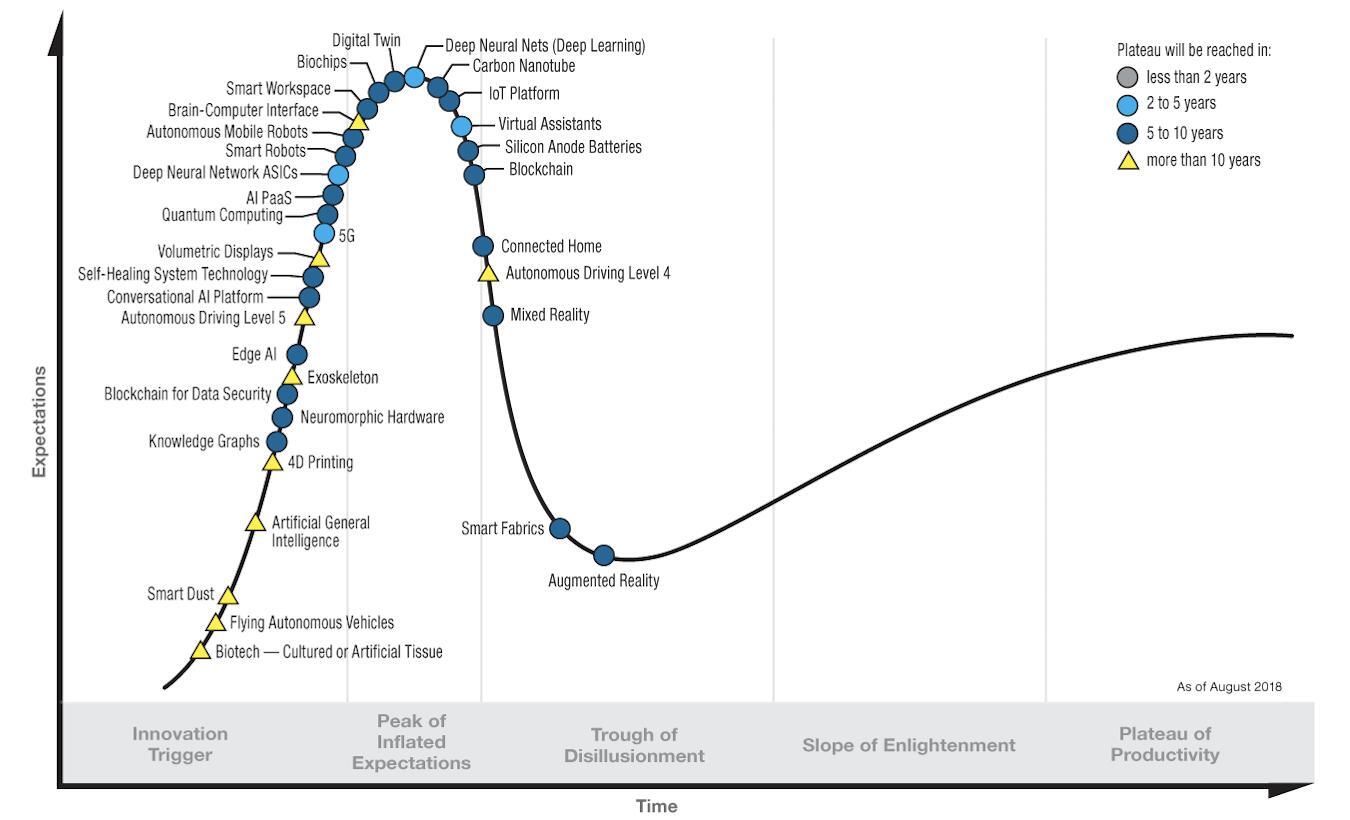 Digital Twin
Deep Neural Nets (Deep Learning)
Biochips
Carbon Nanotube
Smart Workspace
IoT Platform
Brain-Computer Interface
Virtual Assistants
Autonomous Mobile Robots
Silicon Anode Batteries
Smart Robots
Blockchain
Deep Neural Network ASICs
AI PaaS
Quantum Computing
5G
Volumetric Displays
Connected Home
Self-Healing System Technology
Autonomous Driving Level 4
Conversational AI Platform
Autonomous Driving Level 5
Mixed Reality
Edge AI
Exoskeleton
Blockchain for Data Security
Neuromorphic Hardware
Knowledge Graphs
4D Printing
Artificial General
Intelligence
Smart Fabrics
Augmented Reality
Smart Dust
Flying Autonomous Vehicles
Biotech — Cultured or Artificial Tissue
Plateau will be reached in:
less than 2 years
2 to 5 years
5 to 10 years
more than 10 years
As of August 2018
Expectations
Innovation
Trigger
Peak of
Inflated
Expectations
Trough of
Disillusionment
Slope of Enlightenment
Plateau of
Productivity
Time